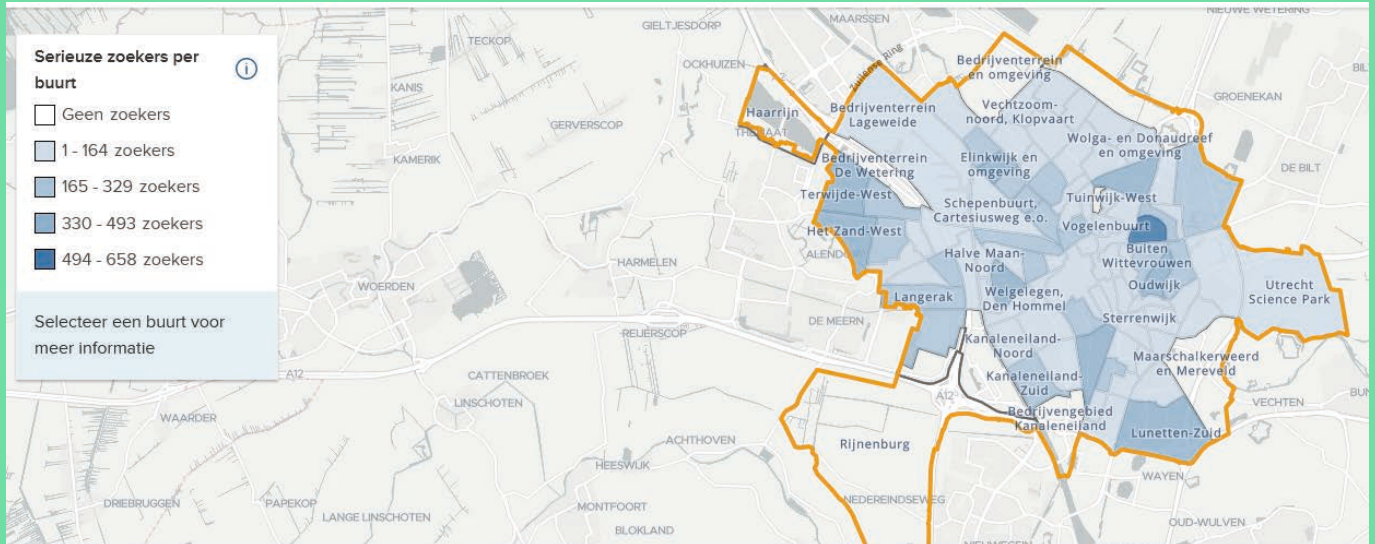 Serieuze zoekers per
buurt
Geen zoekers
1 - 164 zoekers
165 - 329 zoekers
330 - 493 zoekers
494 - 658 zoekers
Selecteer een buurt voor
meer informatie
NIEUWE WETERING
MAARSSEN
GIELTJESDORP
TECKOP
Zuilense Ring
OCKHUIZEN
Bedrijventerrein
en omgeving
KANIS
GROENEKAN
Haarrijn
Bedrijventerrein
Lageweide
Vechtzoom-
noord, Klopvaart
GERVERSCOP
THEMAAT
Wolga- en Donaudreef
en omgeving
KAMERIK
Bedrijventerrein
De Wetering
Elinkwijk en
omgeving
DE BILT
Terwijde-West
Tuinwijk-West
Schepenbuurt,
Cartesiusweg e.o.
Het Zand-West
Vogelenbuurt
Halve Maan-
Noord
Buiten
Wittevrouwen
HARMELEN
WOERDEN
Langerak
Welgelegen,
Den Hommel
Oudwijk
Utrecht
Science Park
DE MEERN
Sterrenwijk
REIJERSCOP
Kanaleneiland-
Noord
Maarschalkerweerd
en Mereveld
A12
CATTENBROEK
Kanaleneiland-
Zuid
A12
LINSCHOTEN
VECHTEN
BUN
WAARDER
Bedrijvengebied
Kanaleneiland
Lunetten-Zuid
ACHTHOVEN
Rijnenburg
HEESWIJK
WAYEN
DRIEBRUGGEN
PAPEKOP
MONTFOORT
NEDEREINDSEWEG
LANGE LINSCHOTEN
BLOKLAND
OUD-WULVEN
NIEUWEGEIN